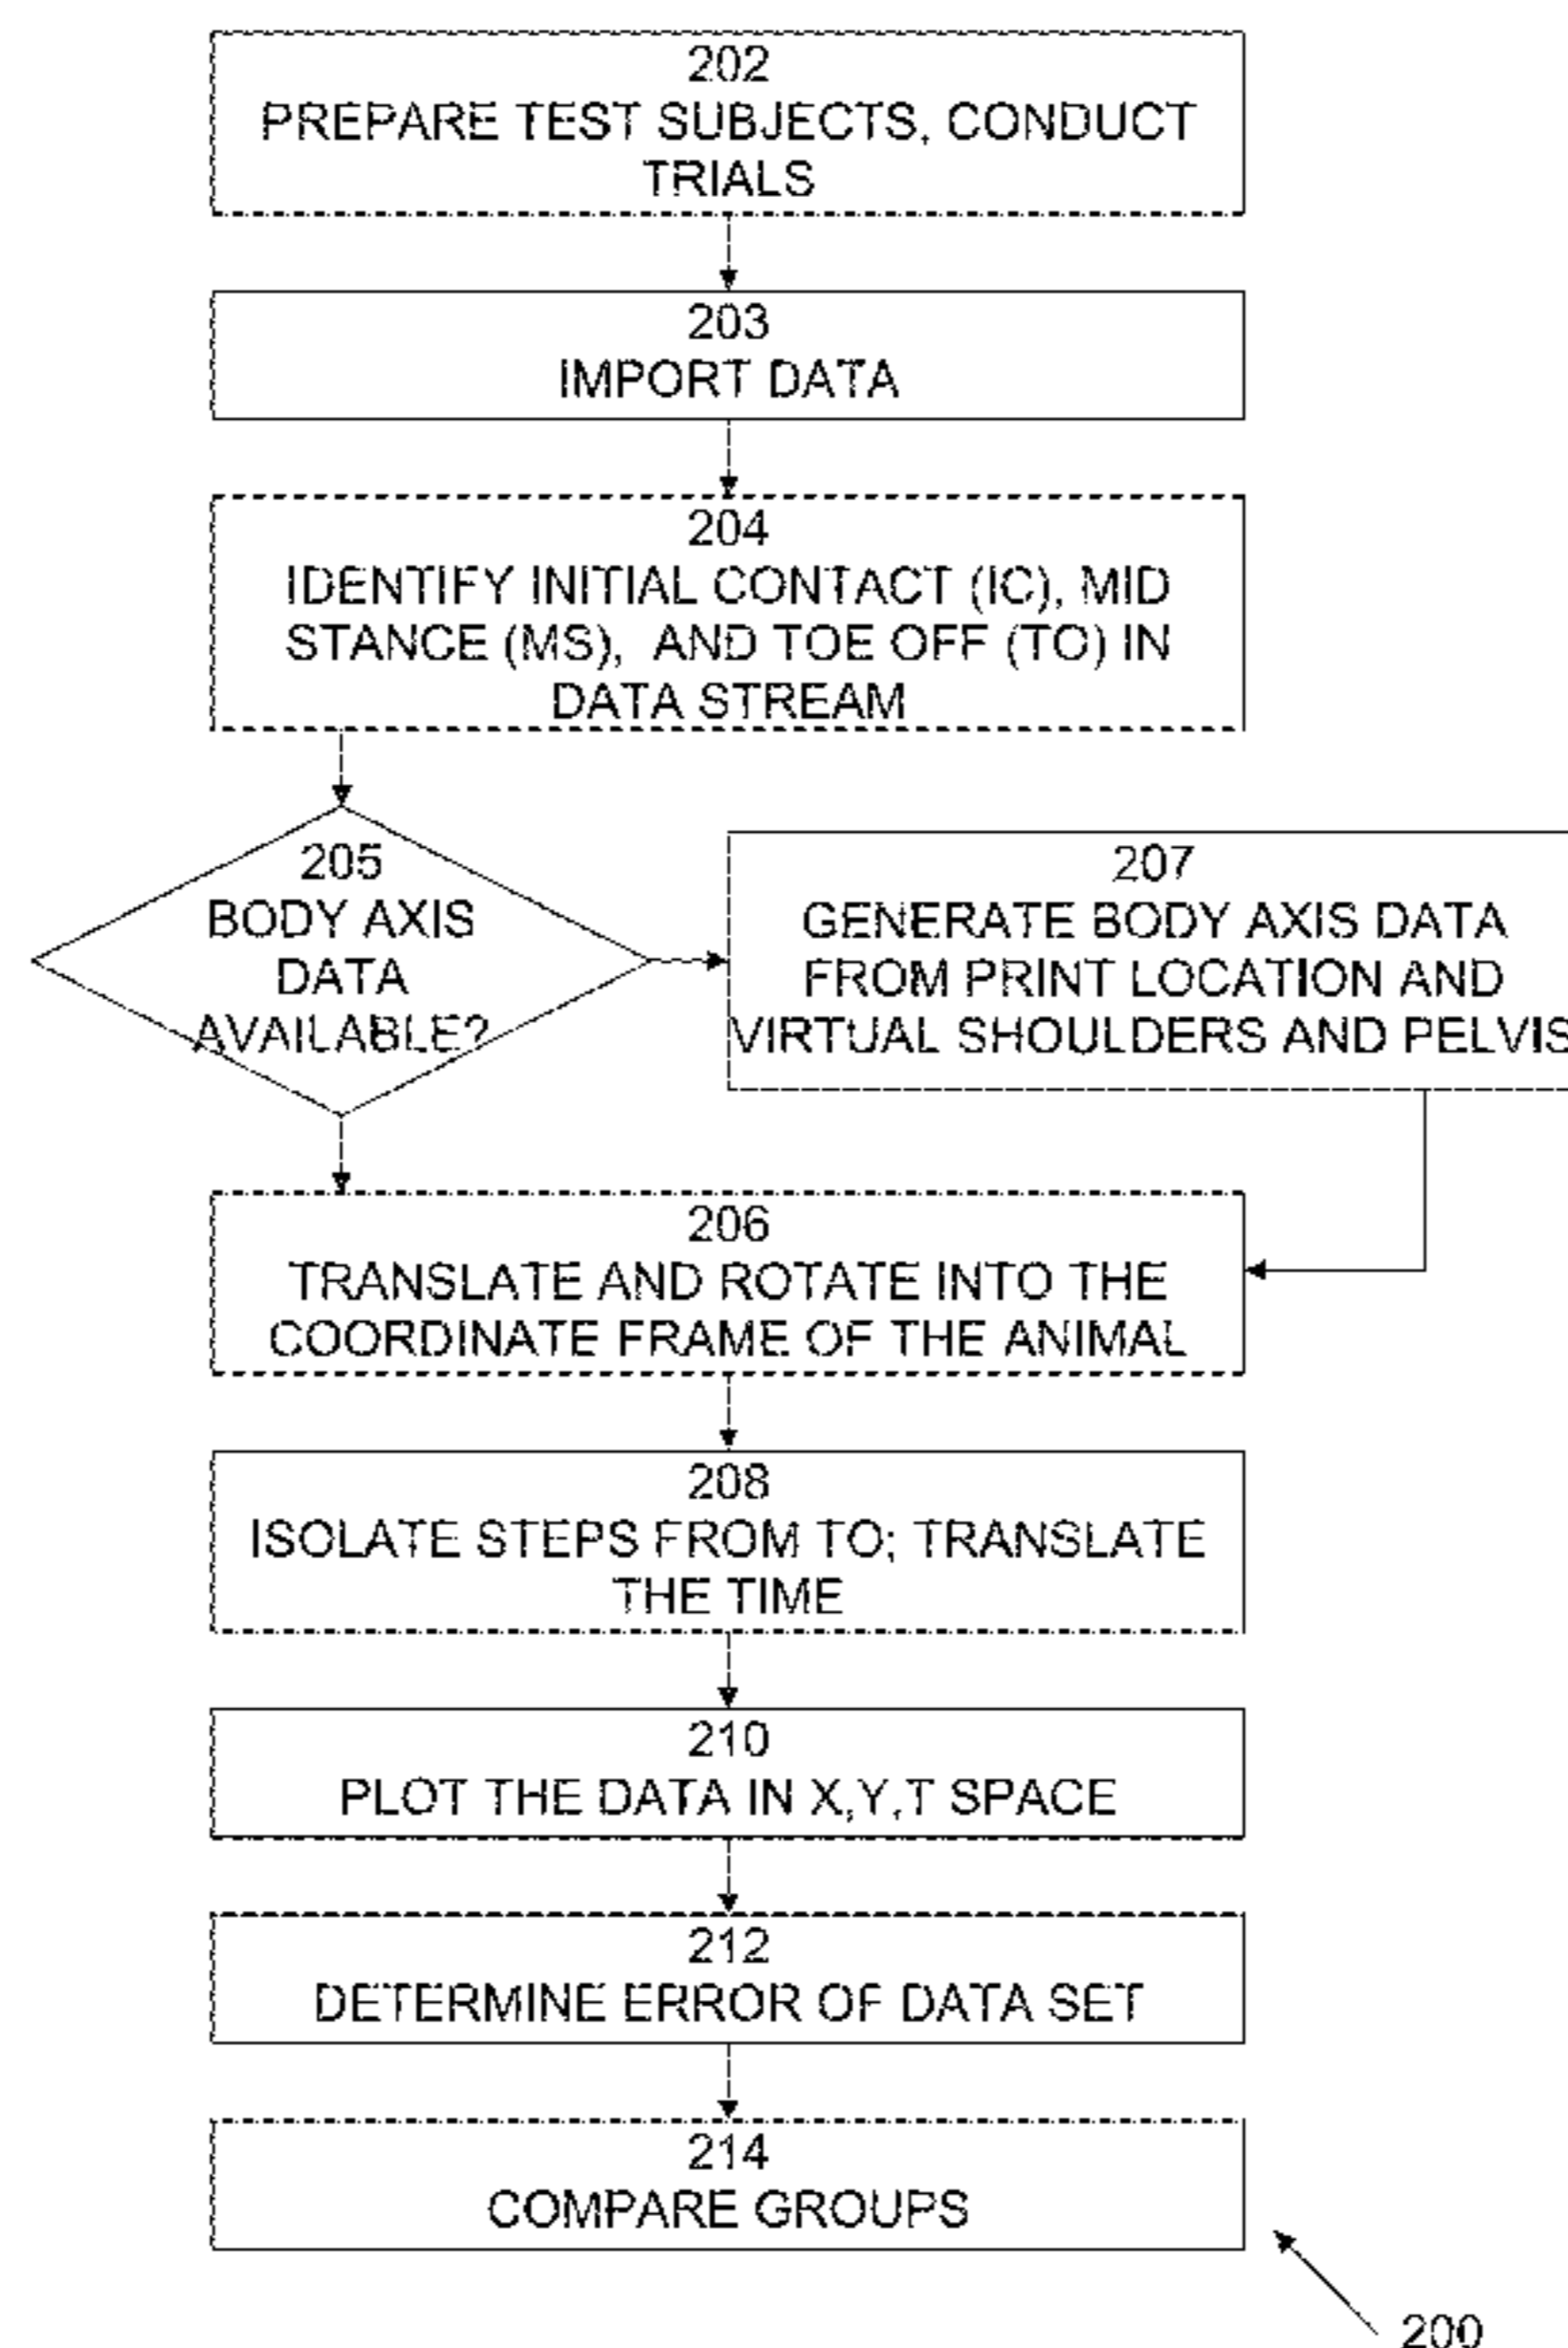 202
PREPARE TEST SUBJECTS, CONDUCT
TRIALS
203
IMPORT DATA
204
IDENTIFY INITIAL CONTACT (IC), MID
STANCE (MS), AND TOE OFF (TO) IN
DATA STREAM
205
BODY AXIS
DATA
AVAILABLE?
207
GENERATE BODY AXIS DATA
FROM PRINT LOCATION AND
VIRTUAL SHOULDERS AND PELVIS
206
TRANSLATE AND ROTATE INTO THE
COORDINATE FRAME OF THE ANIMAL
208
ISOLATE STEPS FROM TO; TRANSLATE
THE TIME
210
PLOT THE DATA IN X,Y,T SPACE
212
DETERMINE ERROR OF DATA SET
214
COMPARE GROUPS
200